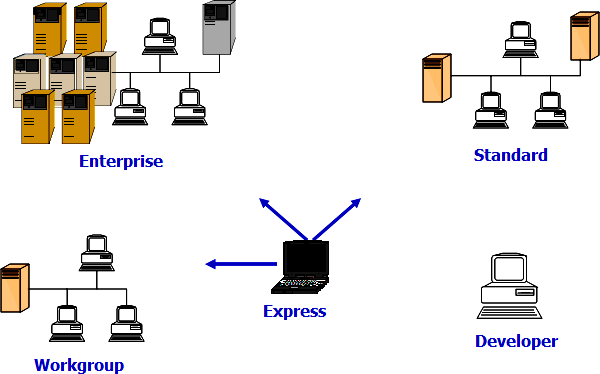 Enterprise
Standard
Express
Developer
Workgroup